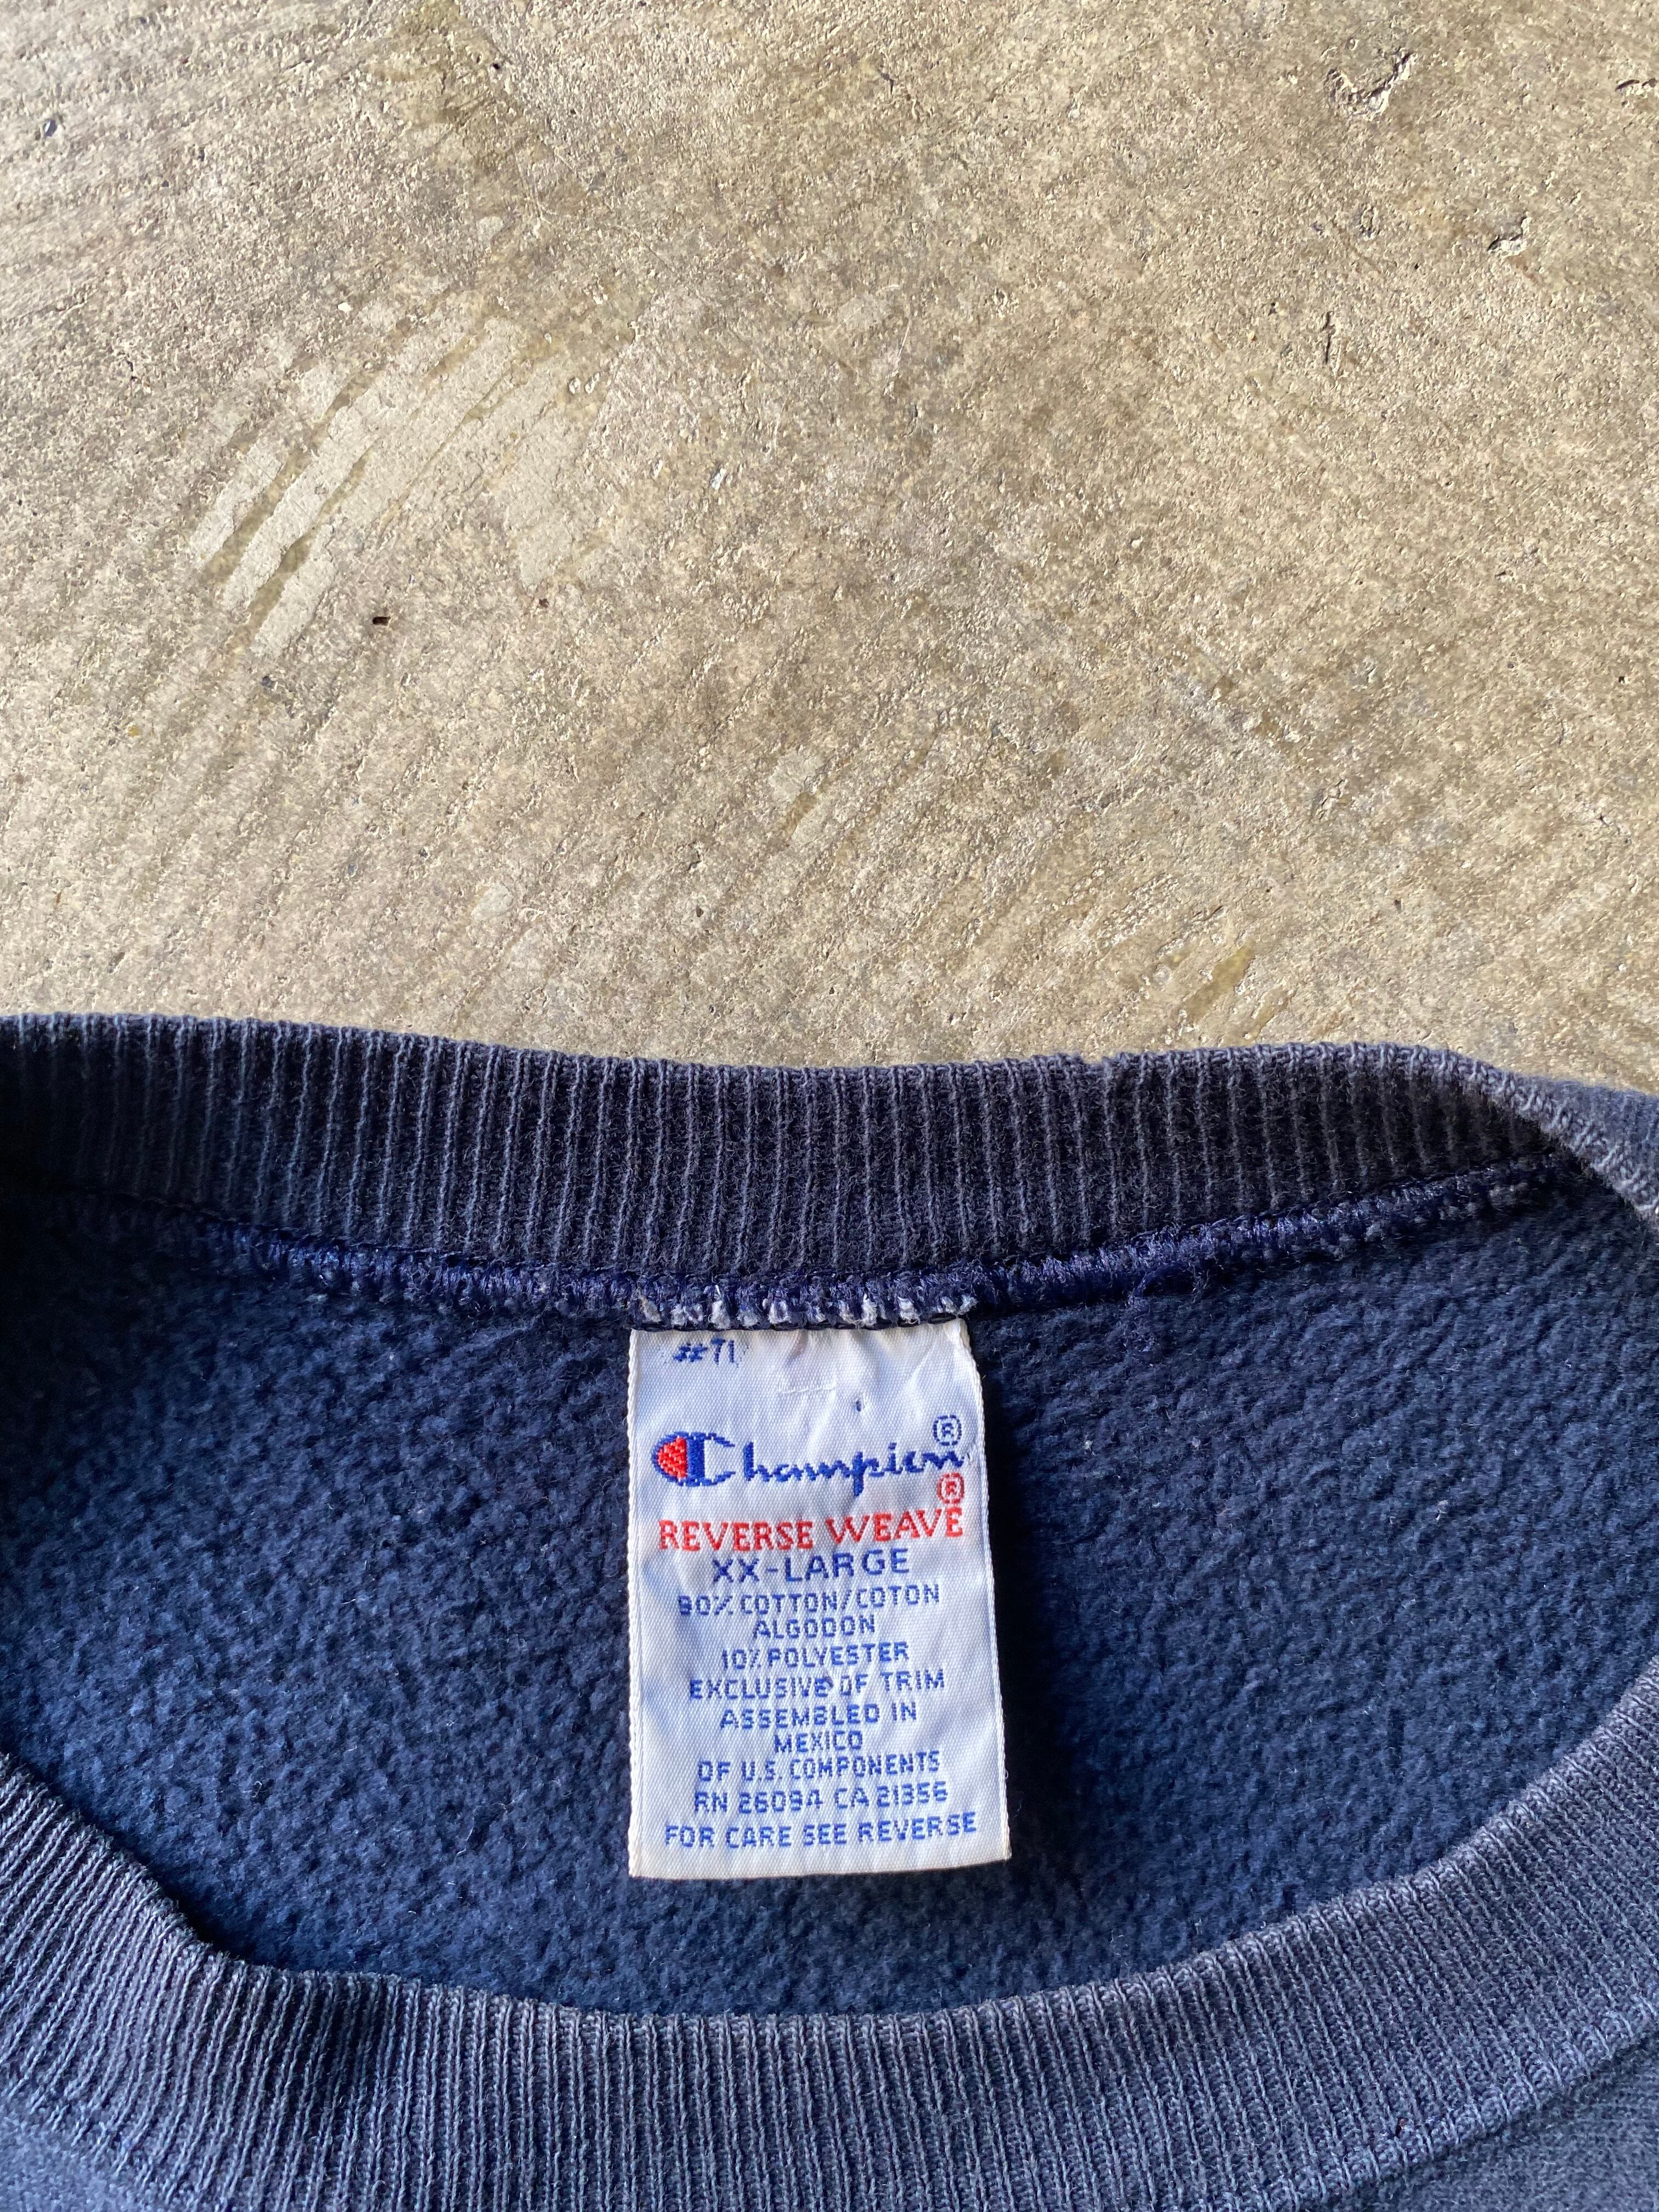 #71
Champion®
REVERSE WEAVE®
XX-LARGE
90% COTTON/COTON
ALGODON
10% POLYESTER
EXCLUSIVE OF TRIM
ASSEMBLED IN
MEXICO
OF U.S. COMPONENTS
RN 26094 CA 21356
FOR CARE SEE REVERSE